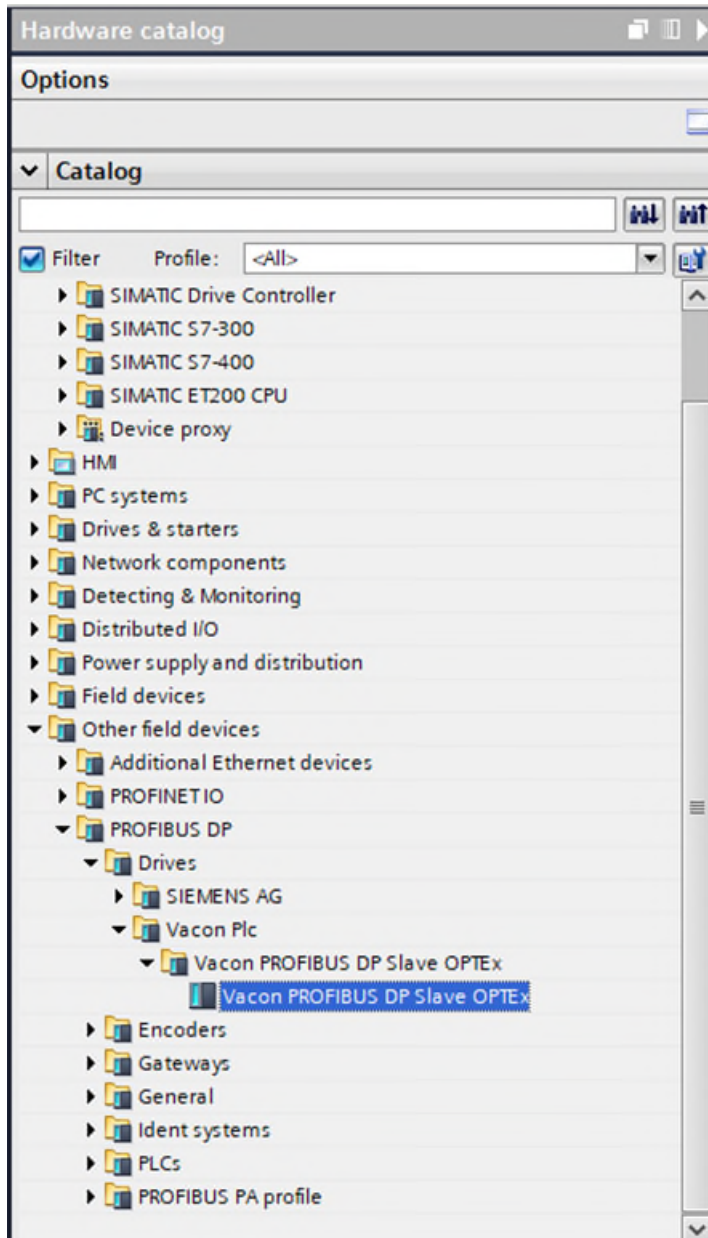 Hardware catalog
Options
Catalog
Filter Profile: <All>
SIMATIC Drive Controller
SIMATIC S7-300
SIMATIC S7-400
SIMATIC ET200 CPU
Device proxy
HMI
PC systems
Drives & starters
Network components
Detecting & Monitoring
Distributed I/O
Power supply and distribution
Field devices
Other field devices
Additional Ethernet devices
PROFINET IO
PROFIBUS DP
Drives
SIEMENS AG
Vacon Plc
Vacon PROFIBUS DP Slave OPTEx
Vacon PROFIBUS DP Slave OPTEx
Encoders
Gateways
General
Ident systems
PLCs
PROFIBUS PA profile